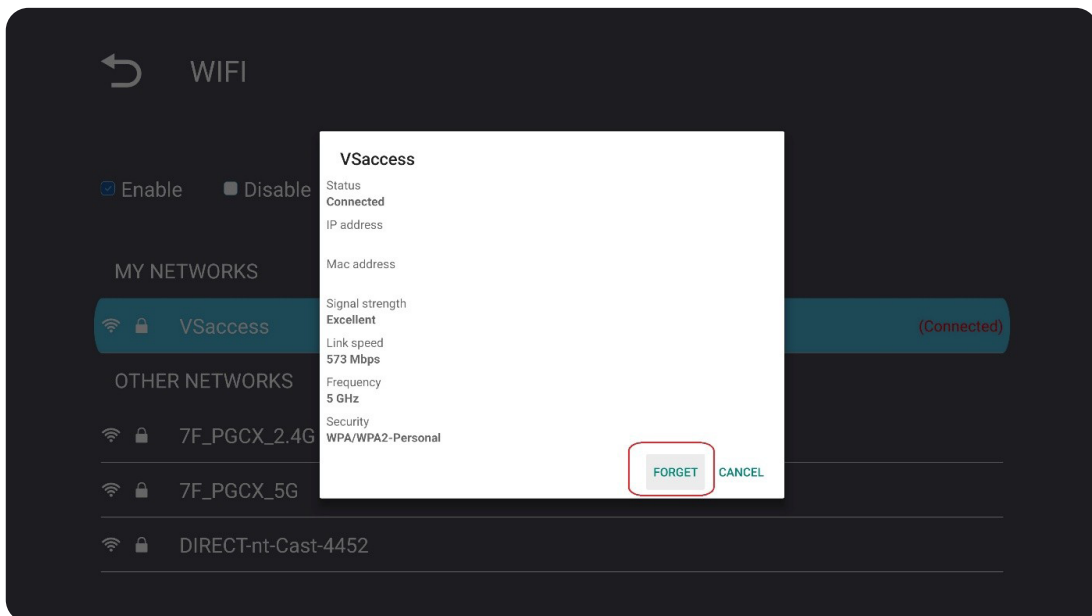 WIFI
Enable Disable
MY NETWORKS
VSaccess (Connected)
OTHER NETWORKS
7F_PGCX_2.4G
7F_PGCX_5G
DIRECT-nt-Cast-4452
VSaccess
Status
Connected
IP address
Mac address
Signal strength
Excellent
Link speed
573 Mbps
Frequency
5 GHz
Security
WPA/WPA2-Personal
FORGET CANCEL